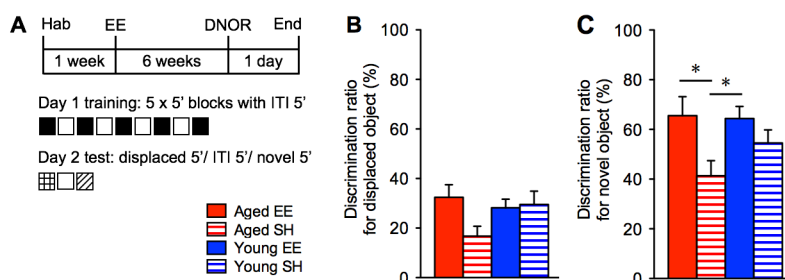 A
Hab EE DNOR End
1 week 6 weeks 1 day
Day 1 training: 5 x 5' blocks with ITI 5'
Day 2 test: displaced 5'/ ITI 5'/ novel 5'
Aged EE
Aged SH
Young EE
Young SH
B
Discrimination ratio
for displaced object (%)
100
80
60
40
20
0
C
Discrimination ratio
for novel object (%)
100
80
60
40
20
0
* *